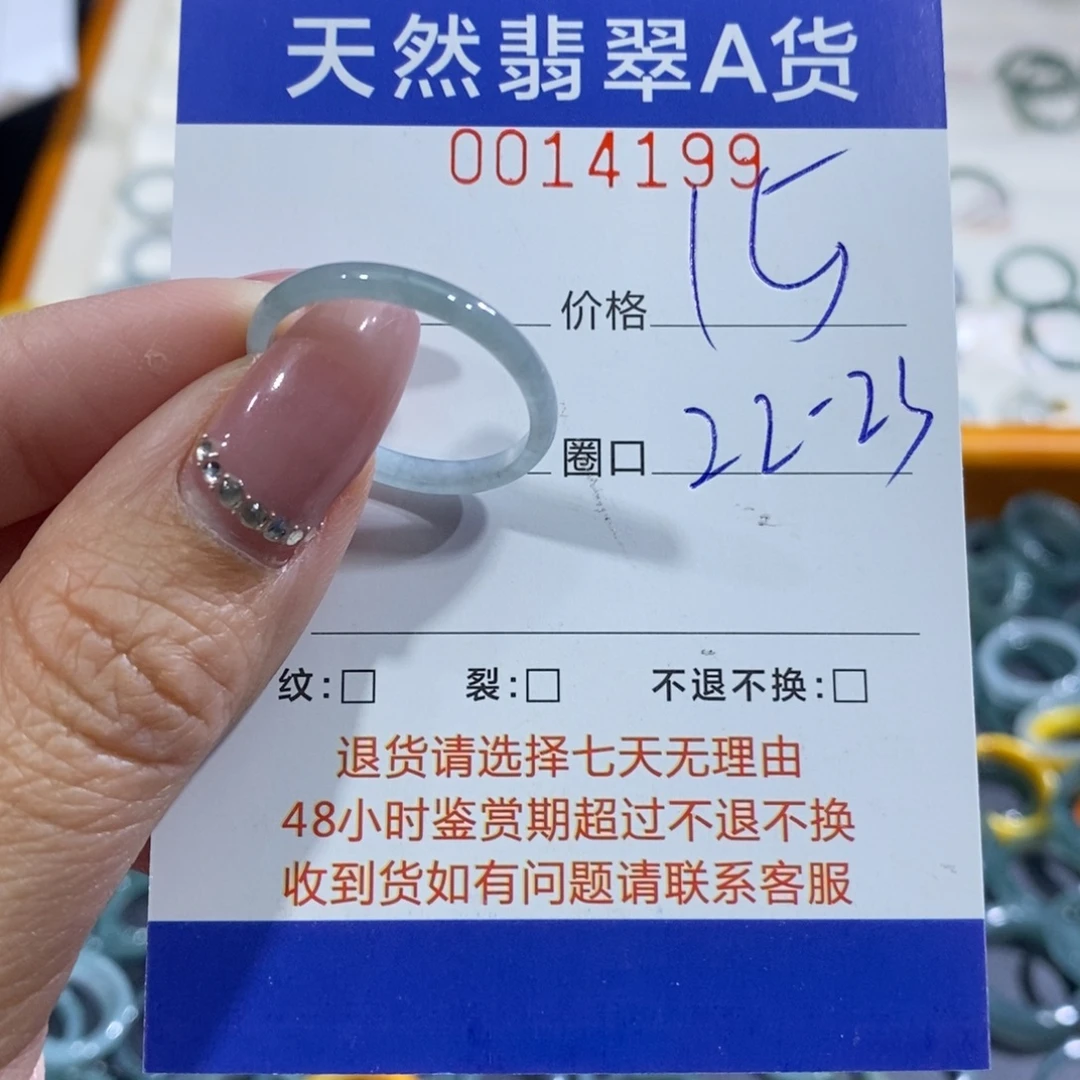 天然翡翠A货
0014199
价格 15
圈口 22-23
纹:□ 裂:□ 不退不换:□
退货请选择七天无理由
48小时鉴赏期超过不退不换
收到货如有问题请联系客服